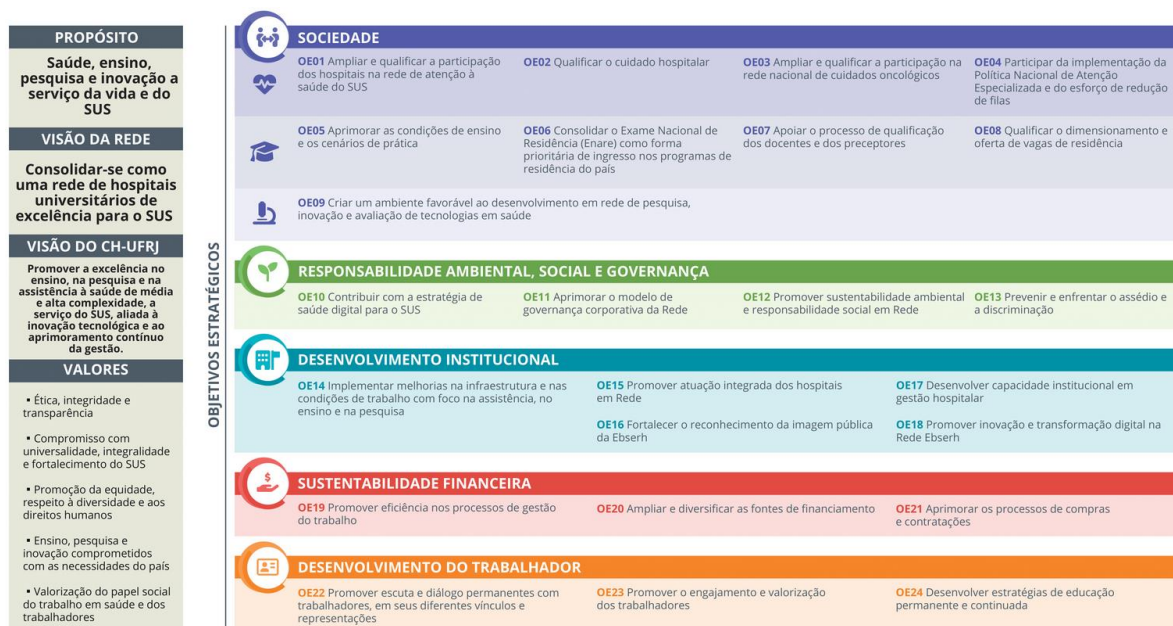 PROPÓSITO
Saúde, ensino,
pesquisa e inovação a
serviço da vida e do
SUS
VISÃO DA REDE
Consolidar-se como
uma rede de hospitais
universitários de
excelência para o SUS
VISÃO DO CH-UFRJ
Promover a excelência no
ensino, na pesquisa e na
assistência à saúde de média
e alta complexidade, a
serviço do SUS, aliada à
inovação tecnológica e ao
aprimoramento contínuo
da gestão.
VALORES
▪ Ética, integridade e
transparência
▪ Compromisso com
universalidade, integralidade
e fortalecimento do SUS
▪ Promoção da equidade,
respeito à diversidade e aos
direitos humanos
▪ Ensino, pesquisa e
inovação comprometidos
com as necessidades do país
▪ Valorização do papel social
do trabalho em saúde e dos
trabalhadores
OBJETIVOS ESTRATÉGICOS
SOCIEDADE
OE01 Ampliar e qualificar a participação
dos hospitais na rede de atenção à
saúde do SUS
OE02 Qualificar o cuidado hospitalar
OE03 Ampliar e qualificar a participação na
rede nacional de cuidados oncológicos
OE04 Participar da implementação da
Política Nacional de Atenção
Especializada e do esforço de redução
de filas
OE05 Aprimorar as condições de ensino
e os cenários de prática
OE06 Consolidar o Exame Nacional de
Residência (Enare) como forma
prioritária de ingresso nos programas de
residência do país
OE07 Apoiar o processo de qualificação
dos docentes e dos preceptores
OE08 Qualificar o dimensionamento e
oferta de vagas de residência
OE09 Criar um ambiente favorável ao desenvolvimento em rede de pesquisa,
inovação e avaliação de tecnologias em saúde
RESPONSABILIDADE AMBIENTAL, SOCIAL E GOVERNANÇA
OE10 Contribuir com a estratégia de
saúde digital para o SUS
OE11 Aprimorar o modelo de
governança corporativa da Rede
OE12 Promover sustentabilidade ambiental
e responsabilidade social em Rede
OE13 Prevenir e enfrentar o assédio e
a discriminação
DESENVOLVIMENTO INSTITUCIONAL
OE14 Implementar melhorias na infraestrutura e nas
condições de trabalho com foco na assistência, no
ensino e na pesquisa
OE15 Promover atuação integrada dos hospitais
em Rede
OE16 Fortalecer o reconhecimento da imagem pública
da Ebserh
OE17 Desenvolver capacidade institucional em
gestão hospitalar
OE18 Promover inovação e transformação digital na
Rede Ebserh
$
SUSTENTABILIDADE FINANCEIRA
OE19 Promover eficiência nos processos de gestão
do trabalho
OE20 Ampliar e diversificar as fontes de financiamento
OE21 Aprimorar os processos de compras
e contratações
DESENVOLVIMENTO DO TRABALHADOR
OE22 Promover escuta e diálogo permanentes com
trabalhadores, em seus diferentes vínculos e
representações
OE23 Promover o engajamento e valorização
dos trabalhadores
OE24 Desenvolver estratégias de educação
permanente e continuada